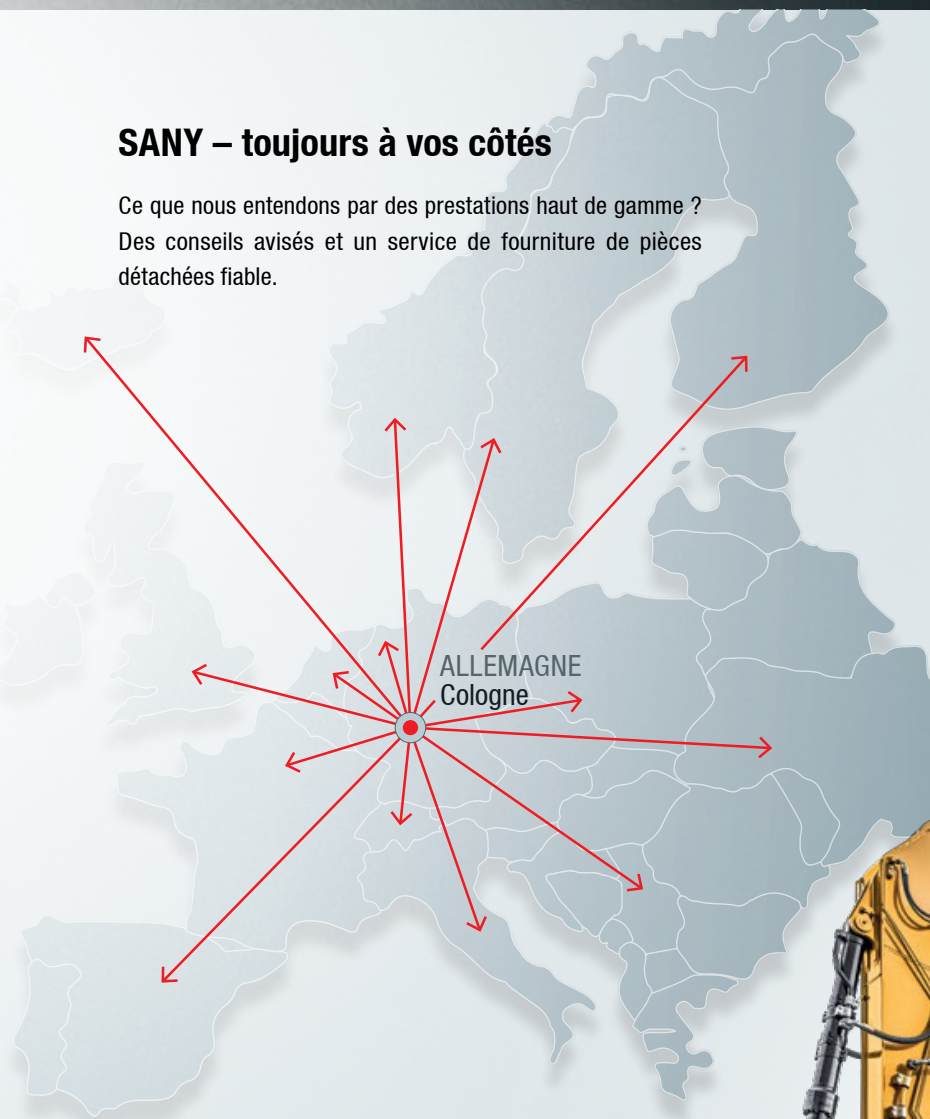 SANY – toujours à vos côtés
Ce que nous entendons par des prestations haut de gamme ?
Des conseils avisés et un service de fourniture de pièces
détachées fiable.
ALLEMAGNE
Cologne